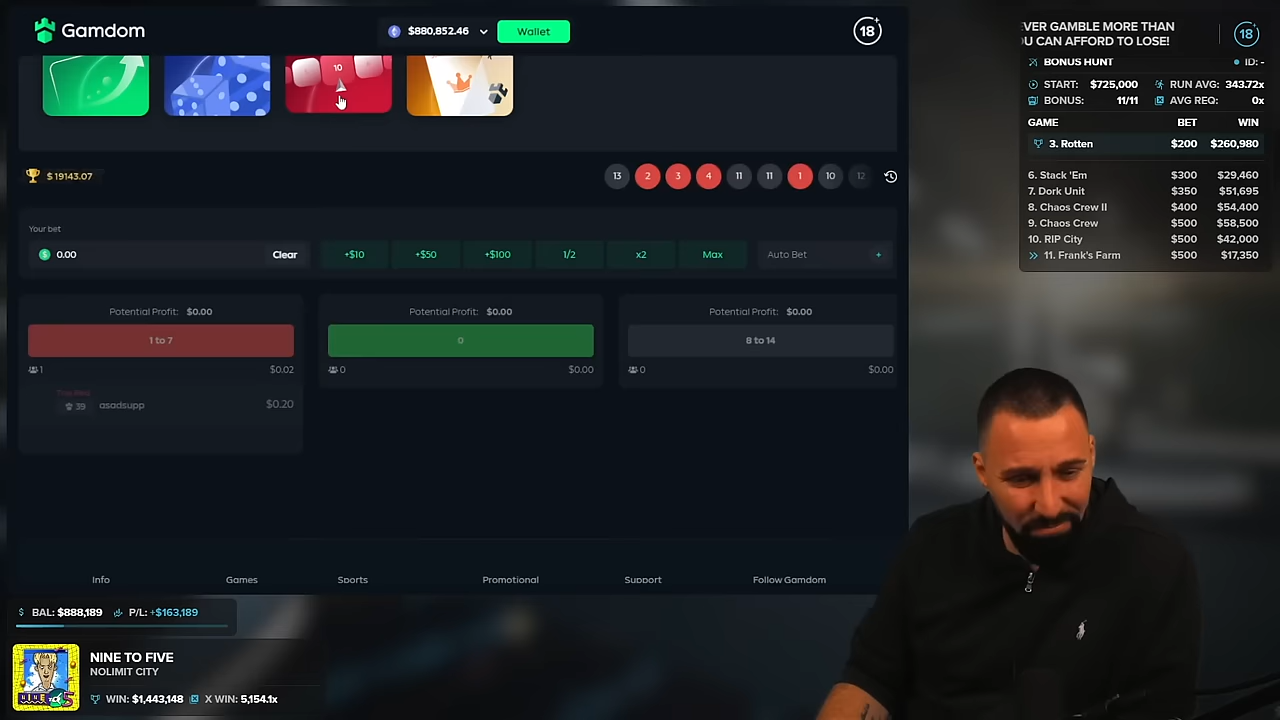 Gamdom
$880,852.46
Wallet
18+
10
$ 19143.07
13 2 3 4 11 11 1 10 12
Your bet
0.00
Clear
+$10
+$50
+$100
1/2
x2
Max
Auto Bet
+
Potential Profit: $0.00
1 to 7
1
$0.02
39 asadsupp $0.20
Potential Profit: $0.00
0
0
$0.00
Potential Profit: $0.00
8 to 14
0
$0.00
Info
Games
Sports
Promotional
Support
Follow Gamdom
VER GAMBLE MORE THAN
U CAN AFFORD TO LOSE!
18+
BONUS HUNT
ID: -
START: $725,000
RUN AVG: 343.72x
BONUS: 11/11
AVG REQ: 0x
GAME BET WIN
3. Rotten $200 $260,980
6. Stack 'Em $300 $29,460
7. Dork Unit $350 $51,695
8. Chaos Crew II $400 $54,400
9. Chaos Crew $500 $58,500
10. RIP City $500 $42,000
11. Frank's Farm $500 $17,350
BAL: $888,189 P/L: +$163,189
NINE TO FIVE
NOLIMIT CITY
WIN: $1,443,148 X WIN: 5,154.1x